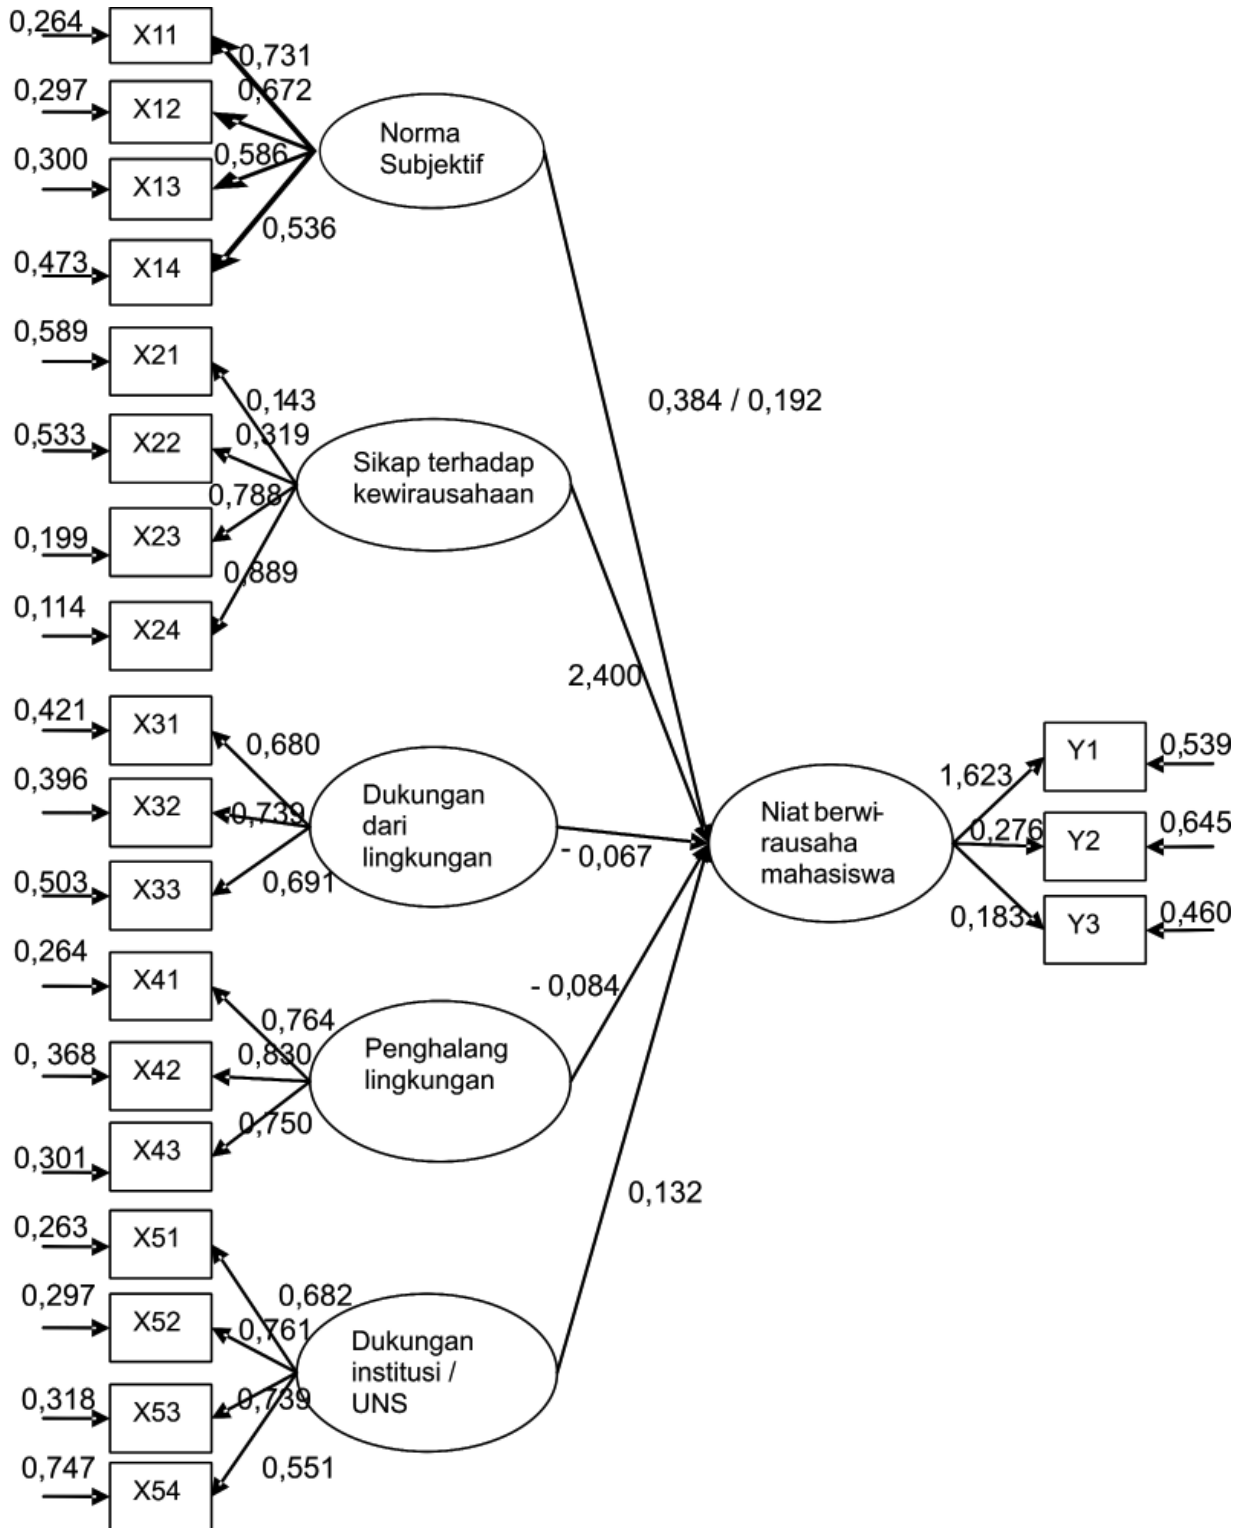 0,264
X11
0,731
0,297
X12
0,672
0,300
X13
0,586
0,473
X14
0,536
Norma
Subjektif
0,384 / 0,192
0,589
X21
0,143
0,533
X22
0,319
0,199
X23
0,788
0,114
X24
0,889
Sikap terhadap
kewirausahaan
2,400
0,421
X31
0,680
0,396
X32
0,739
0,503
X33
0,691
Dukungan
dari
lingkungan
- 0,067
0,264
X41
0,764
0, 368
X42
0,830
0,301
X43
0,750
Penghalang
lingkungan
- 0,084
0,263
X51
0,682
0,297
X52
0,761
0,318
X53
0,739
0,747
X54
0,551
Dukungan
institusi /
UNS
0,132
Niat berwi-
rausaha
mahasiswa
1,623
Y1
0,539
0,276
Y2
0,645
0,183
Y3
0,460